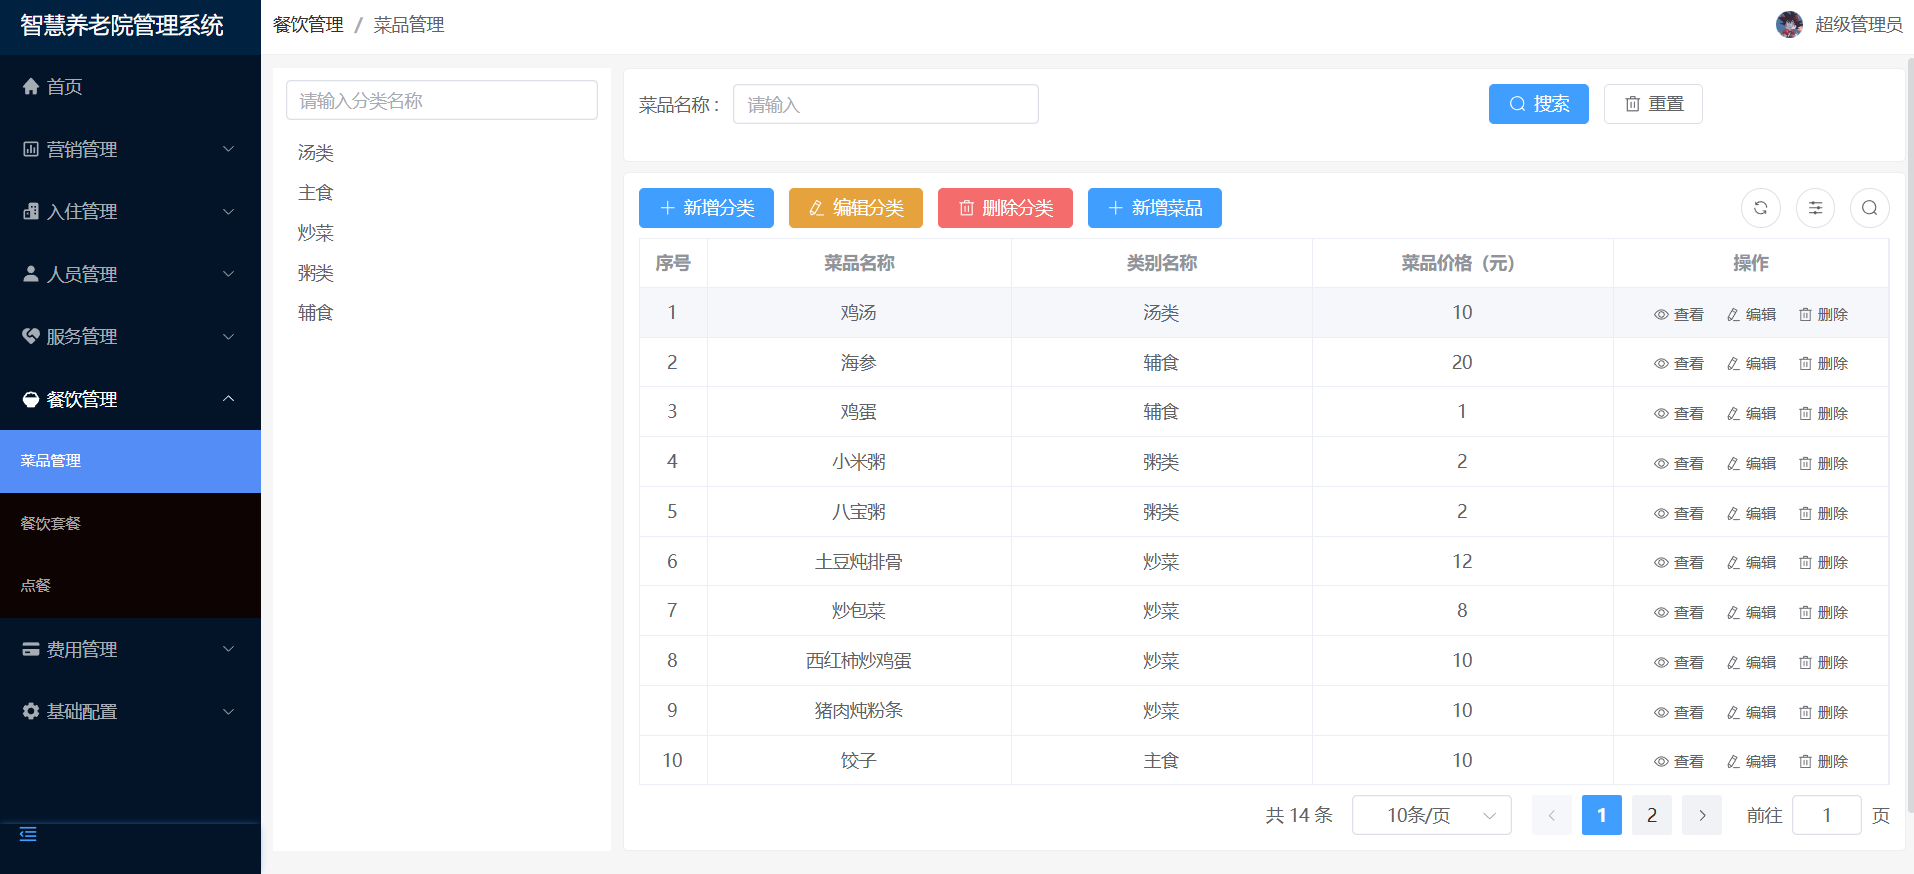 智慧养老院管理系统
首页
营销管理
入住管理
人员管理
服务管理
餐饮管理
菜品管理
餐饮套餐
点餐
费用管理
基础配置
餐饮管理 / 菜品管理
超级管理员
请输入分类名称
汤类
主食
炒菜
粥类
辅食
菜品名称： 请输入 搜索 重置
新增分类 编辑分类 删除分类 新增菜品
序号 菜品名称 类别名称 菜品价格（元） 操作
1 鸡汤 汤类 10 查看 编辑 删除
2 海参 辅食 20 查看 编辑 删除
3 鸡蛋 辅食 1 查看 编辑 删除
4 小米粥 粥类 2 查看 编辑 删除
5 八宝粥 粥类 2 查看 编辑 删除
6 土豆炖排骨 炒菜 12 查看 编辑 删除
7 炒包菜 炒菜 8 查看 编辑 删除
8 西红柿炒鸡蛋 炒菜 10 查看 编辑 删除
9 猪肉炖粉条 炒菜 10 查看 编辑 删除
10 饺子 主食 10 查看 编辑 删除
共 14 条 10条/页 1 2 前往 1 页